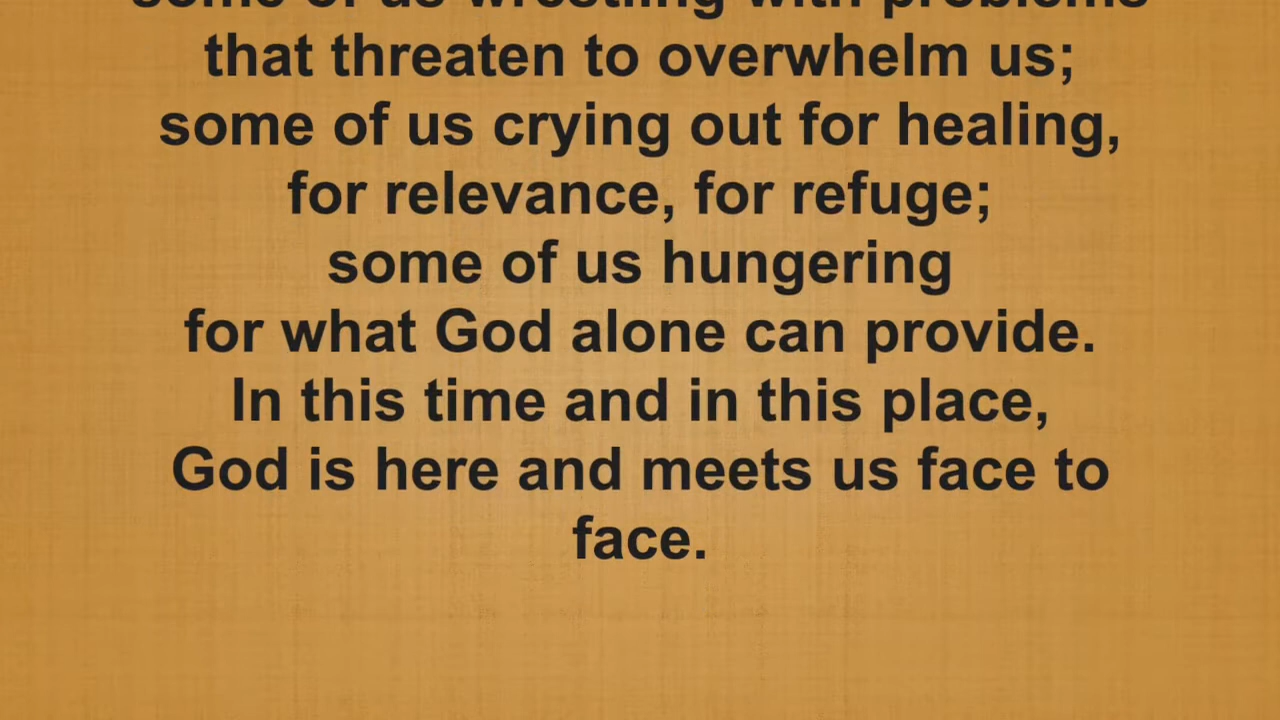 some of us wrestling with problems
that threaten to overwhelm us;
some of us crying out for healing,
for relevance, for refuge;
some of us hungering
for what God alone can provide.
In this time and in this place,
God is here and meets us face to
face.